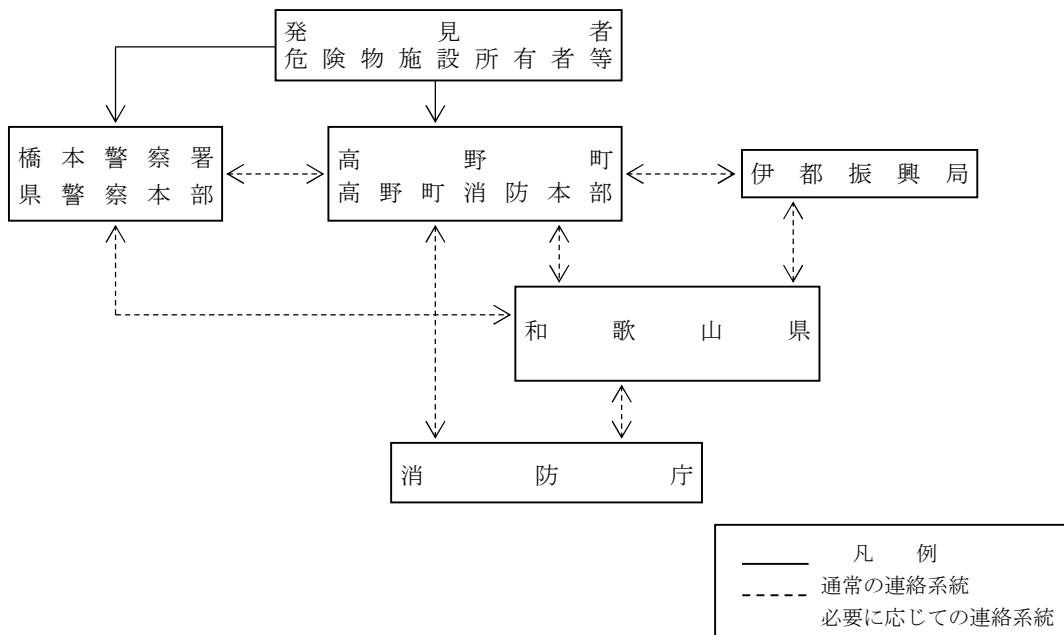 発見者
危険物施設所有者等
橋本警察署
県警察本部
高野町
高野町消防本部
伊都振興局
和歌山県
消防庁
凡例
通常の連絡系統
必要に応じての連絡系統